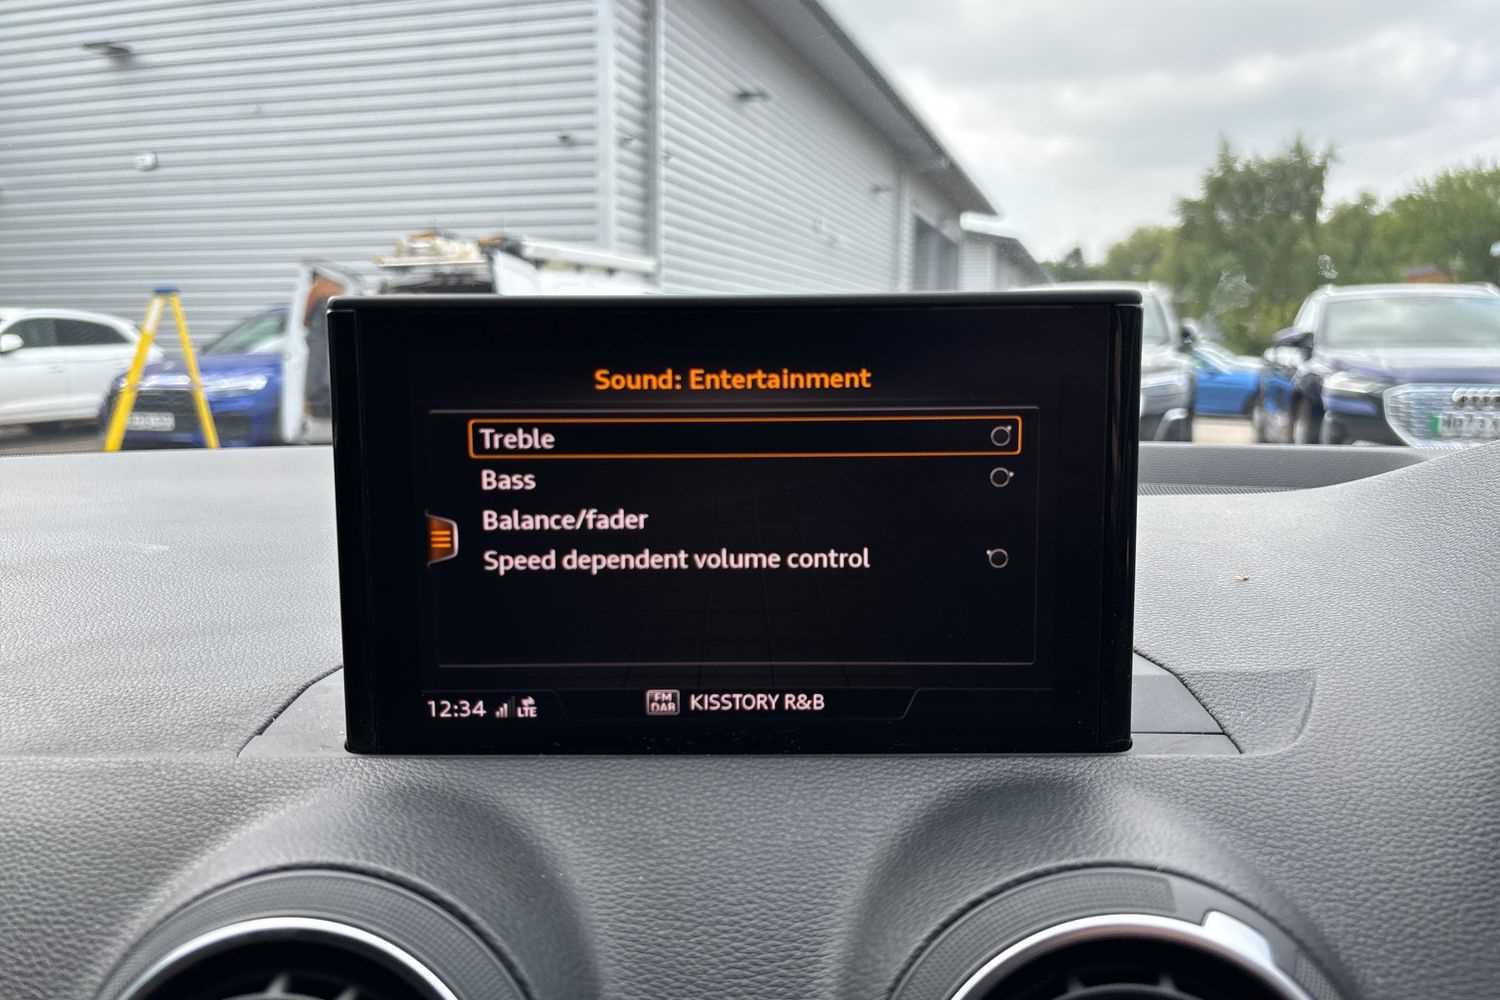 Sound: Entertainment
Treble
Bass
Balance/fader
Speed dependent volume control
12:34 LTE FM DAB KISSTORY R&B